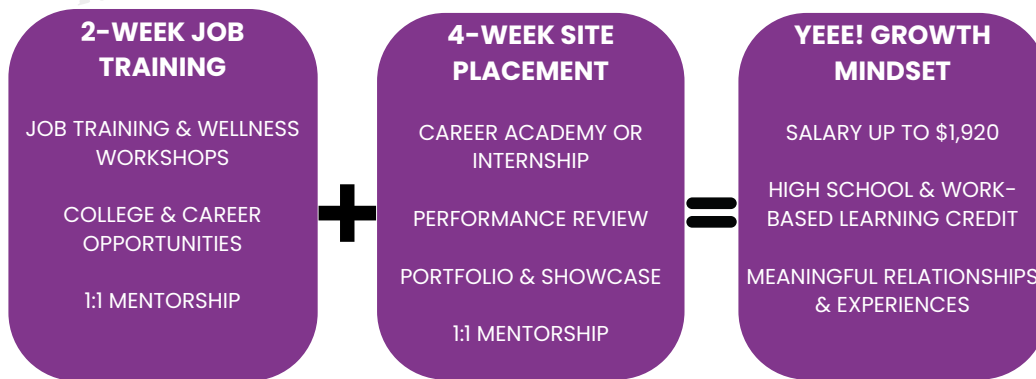 2-WEEK JOB
TRAINING
JOB TRAINING & WELLNESS
WORKSHOPS
COLLEGE & CAREER
OPPORTUNITIES
1:1 MENTORSHIP
+
4-WEEK SITE
PLACEMENT
CAREER ACADEMY OR
INTERNSHIP
PERFORMANCE REVIEW
PORTFOLIO & SHOWCASE
1:1 MENTORSHIP
=
YEEE! GROWTH
MINDSET
SALARY UP TO $1,920
HIGH SCHOOL & WORK-
BASED LEARNING CREDIT
MEANINGFUL RELATIONSHIPS
& EXPERIENCES